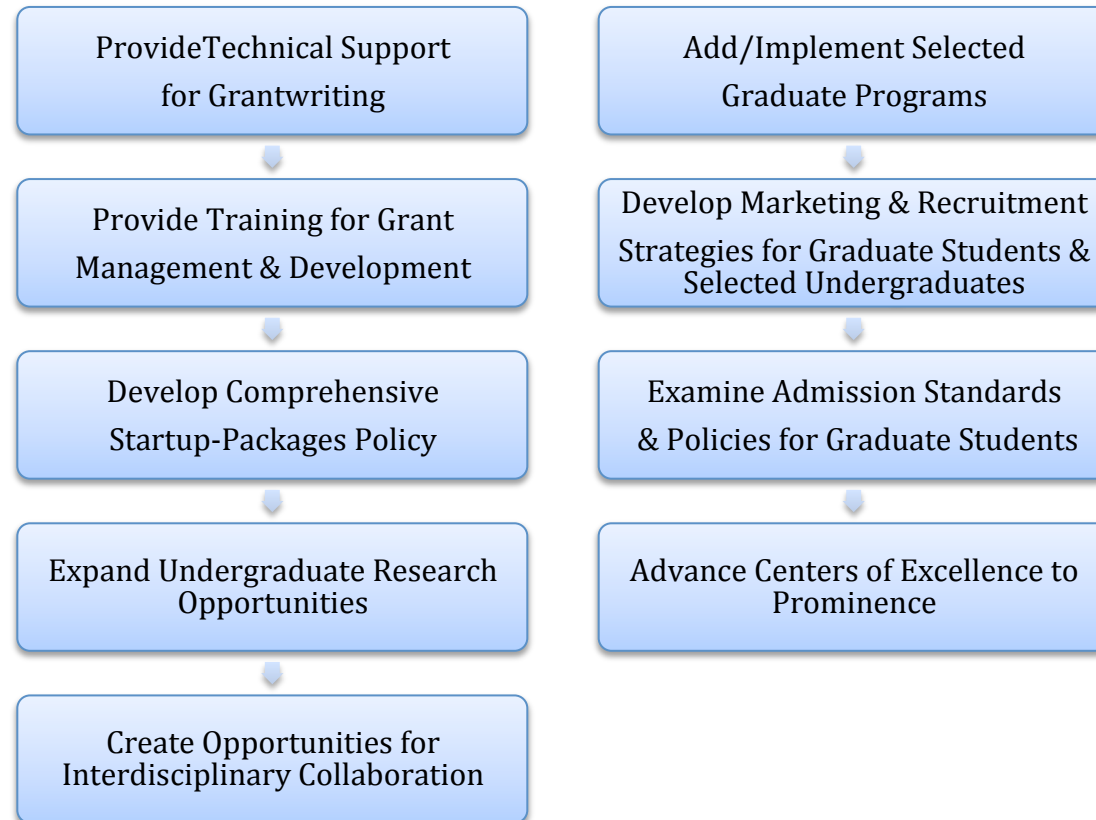 ProvideTechnical Support
for Grantwriting
Provide Training for Grant
Management & Development
Develop Comprehensive
Startup-Packages Policy
Expand Undergraduate Research
Opportunities
Create Opportunities for
Interdisciplinary Collaboration
Add/Implement Selected
Graduate Programs
Develop Marketing & Recruitment
Strategies for Graduate Students &
Selected Undergraduates
Examine Admission Standards
& Policies for Graduate Students
Advance Centers of Excellence to
Prominence